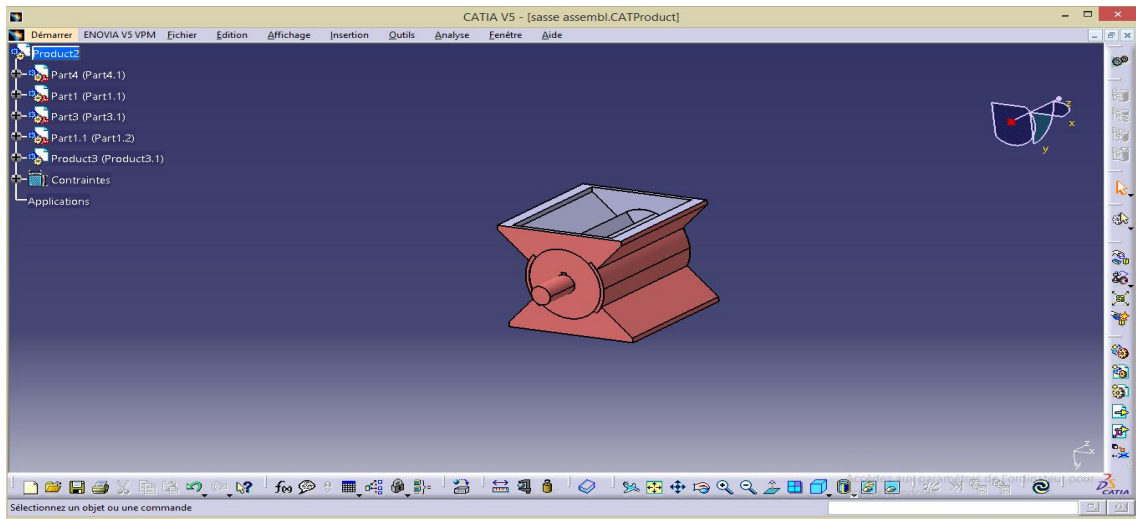 CATIA V5 - [sasse assembl.CATProduct]
Démarrer ENOVIA V5 VPM Fichier Edition Affichage Insertion Outils Analyse Fenêtre Aide
Product2
Part4 (Part4.1)
Part1 (Part1.1)
Part3 (Part3.1)
Part1.1 (Part1.2)
Product3 (Product3.1)
Contraintes
Applications
z
x
y
z
x
y
f(x)
CATIA
Sélectionnez un objet ou une commande